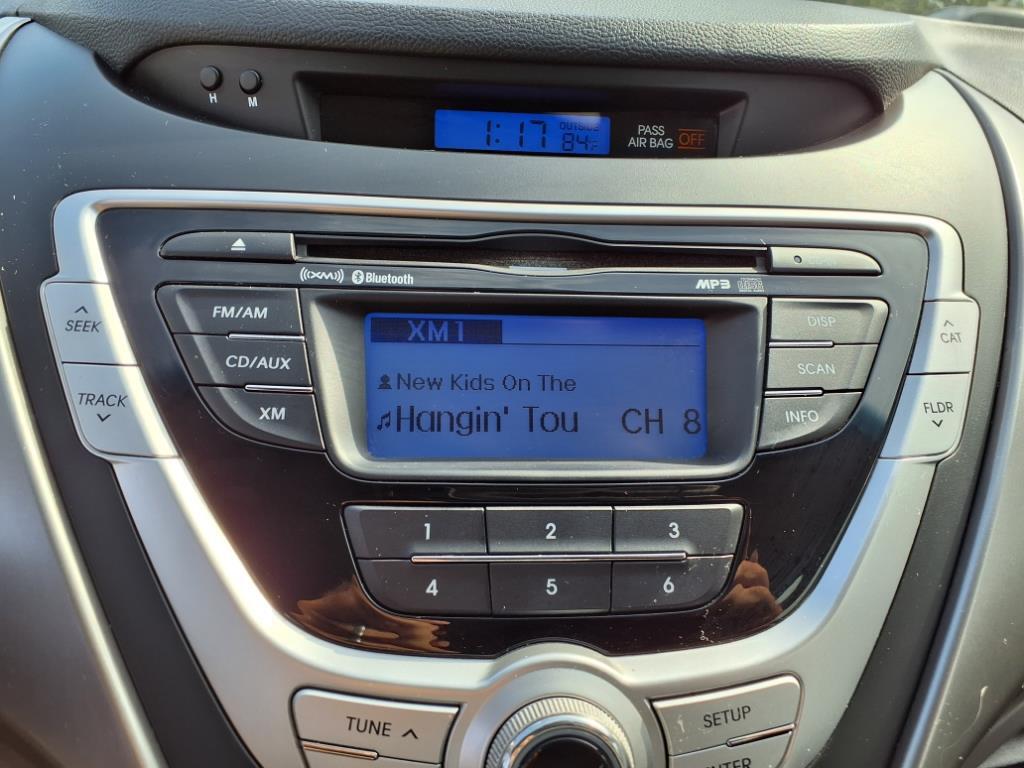 H M
1:17 OUTSIDE 84°F
PASS AIR BAG OFF
XM Bluetooth MP3
SEEK
TRACK
FM/AM
CD/AUX
XM
XM1
New Kids On The
Hangin' Tou CH 8
DISP
SCAN
INFO
CAT
FLDR
1 2 3
4 5 6
TUNE
SETUP
ENTER